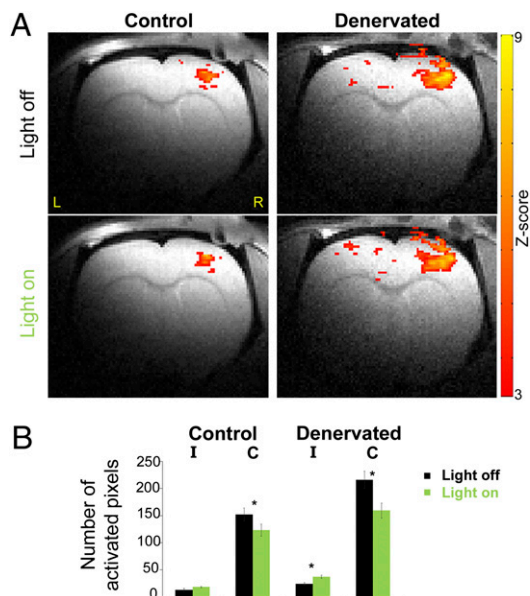 A
Control
Denervated
Light off
L
R
Light on
9
Z-score
3
B
Control
Denervated
I
C
I
C
Number of
activated pixels
250
200
150
100
50
0
*
*
*
Light off
Light on